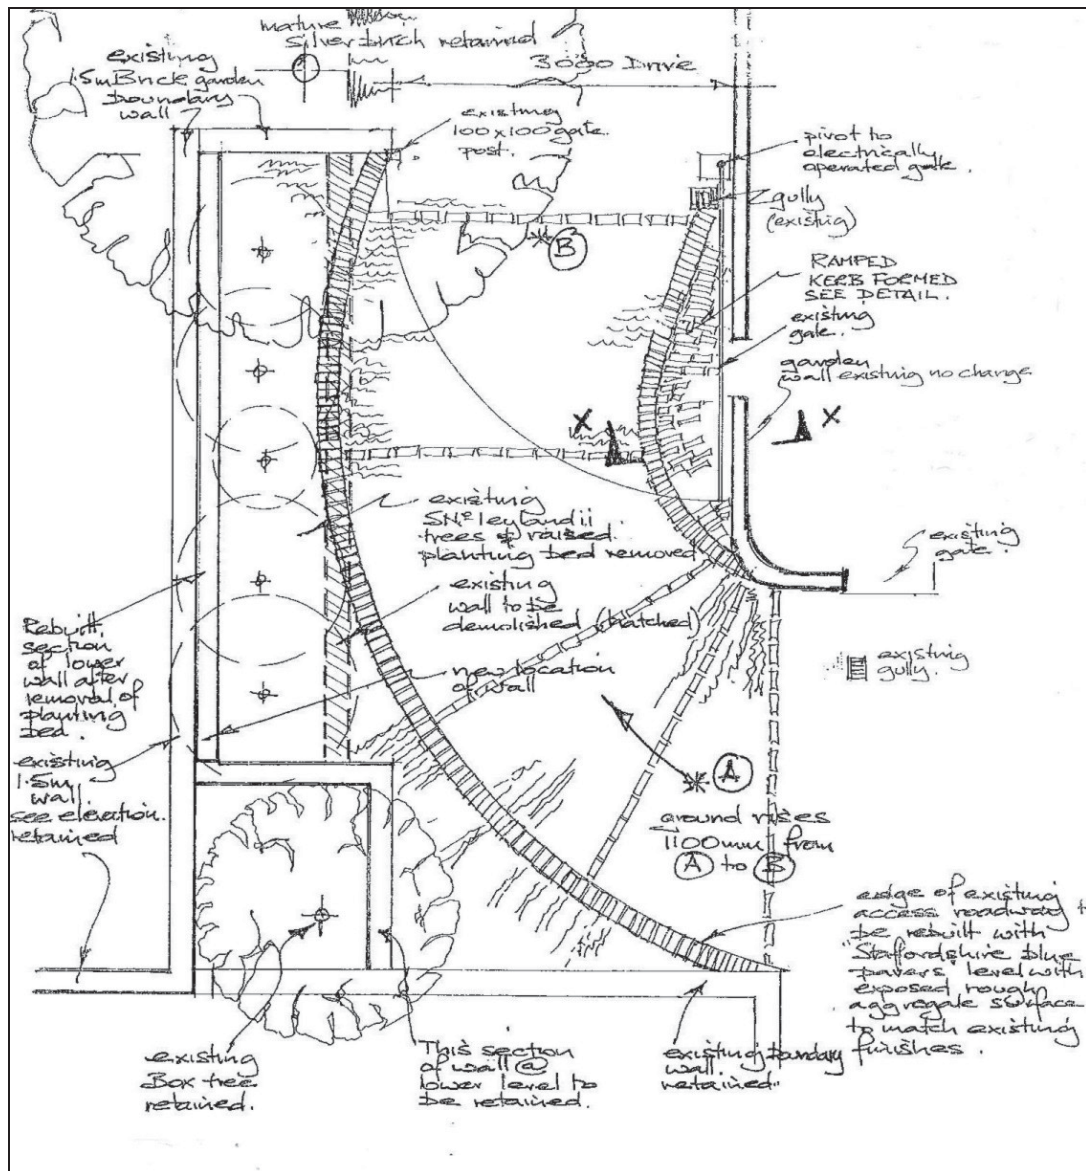 mature
silver birch retained
existing
1.5m Brick garden
boundary
wall
3000 Drive
existing
100x100 gate
post.
pivot to
electrically
operated gate.
gully
(existing)
B
RAMPED
KERB FORMED
SEE DETAIL.
existing
gate.
garden
wall existing no change
X
X
existing
5Nº leylandii
trees & raised
planting bed removed
existing
gate.
existing
wall to be
demolished (hatched)
Rebuilt
section
of lower
wall after
removal of
planting
bed.
new location
of wall
existing
gully.
existing
1.5m
wall
see elevation.
retained
A
ground rises
1100mm from
A to B
edge of existing
access roadway to
be rebuilt with
"Staffordshire blue
pavers" level with
exposed rough
aggregate surface
to match existing
finishes.
existing
Box tree
retained.
This section
of wall @
lower level to
be retained.
existing boundary
wall
retained.